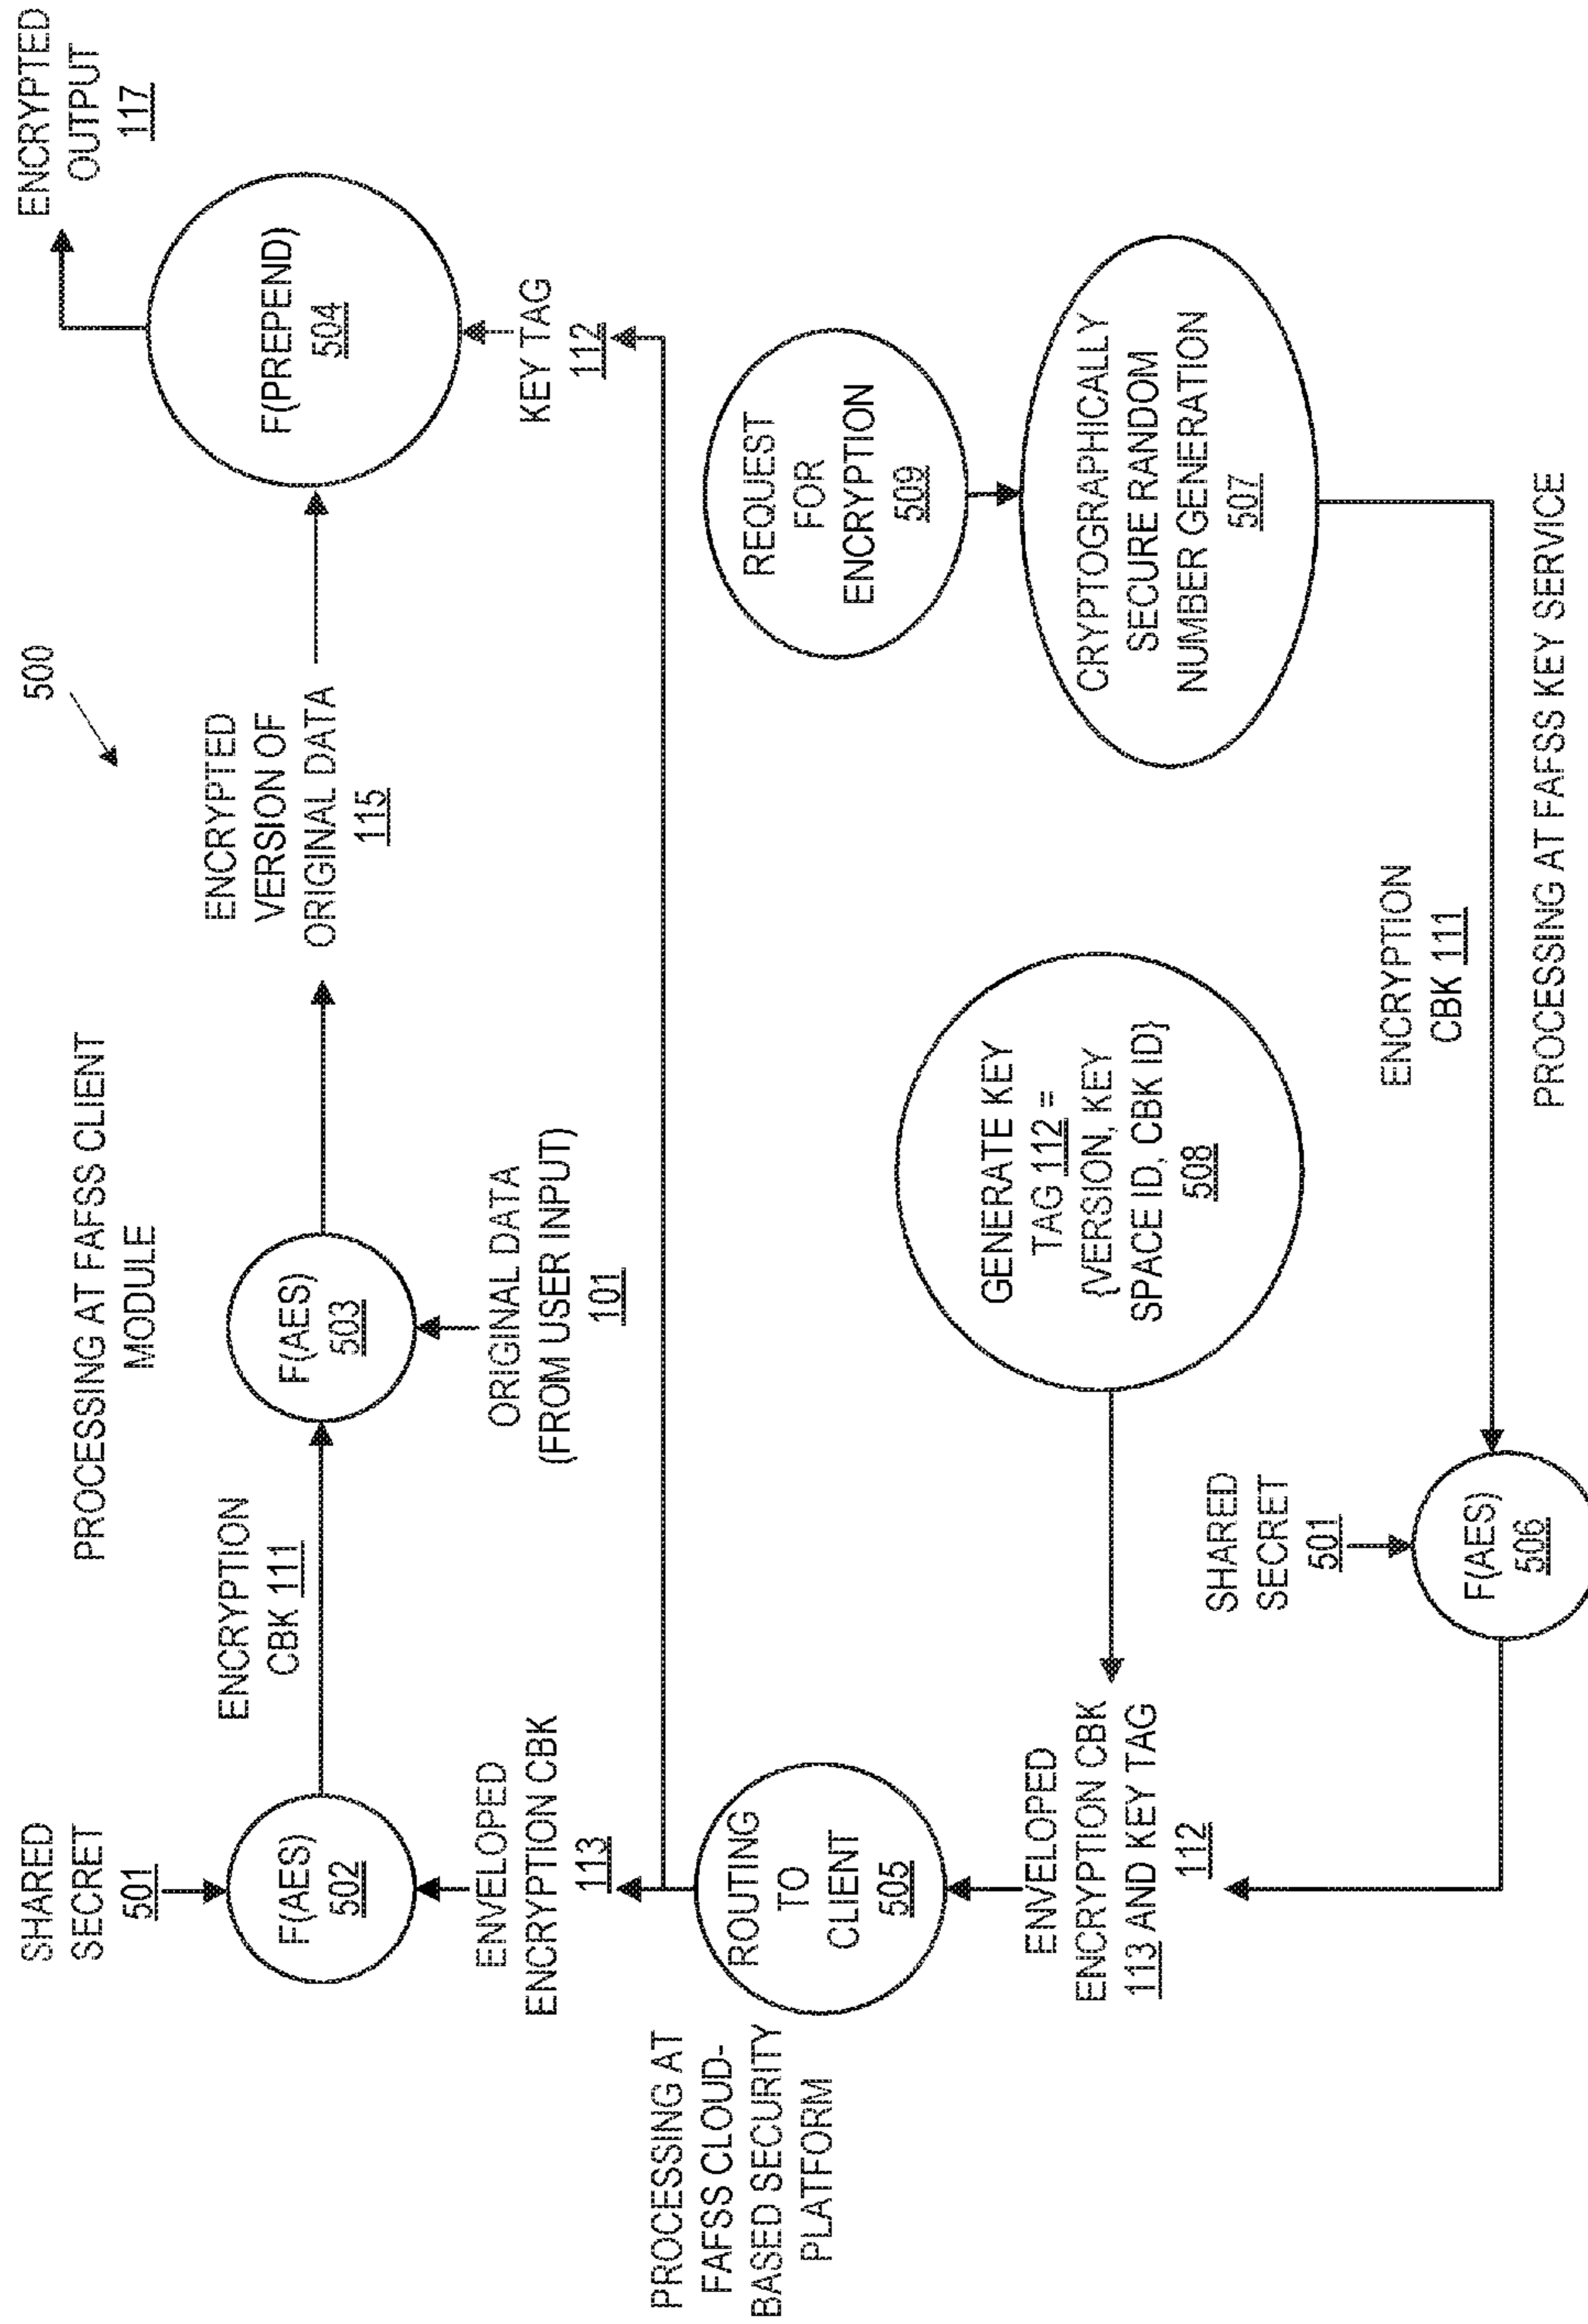 500
PROCESSING AT FAFSS CLIENT
MODULE
SHARED
SECRET
501
F(AES)
502
ENCRYPTION
CBK 111
F(AES)
503
ENCRYPTED
VERSION OF
ORIGINAL DATA
115
F(PREPEND)
504
ENCRYPTED
OUTPUT
117
ENVELOPED
ENCRYPTION CBK
113
ORIGINAL DATA
(FROM USER INPUT)
101
KEY TAG
112
PROCESSING AT
FAFSS CLOUD-
BASED SECURITY
PLATFORM
ROUTING
TO
CLIENT
505
REQUEST
FOR
ENCRYPTION
509
ENVELOPED
ENCRYPTION CBK
113 AND KEY TAG
112
GENERATE KEY
TAG 112 =
{VERSION, KEY
SPACE ID, CBK ID}
508
CRYPTOGRAPHICALLY
SECURE RANDOM
NUMBER GENERATION
507
SHARED
SECRET
501
F(AES)
506
ENCRYPTION
CBK 111
PROCESSING AT FAFSS KEY SERVICE